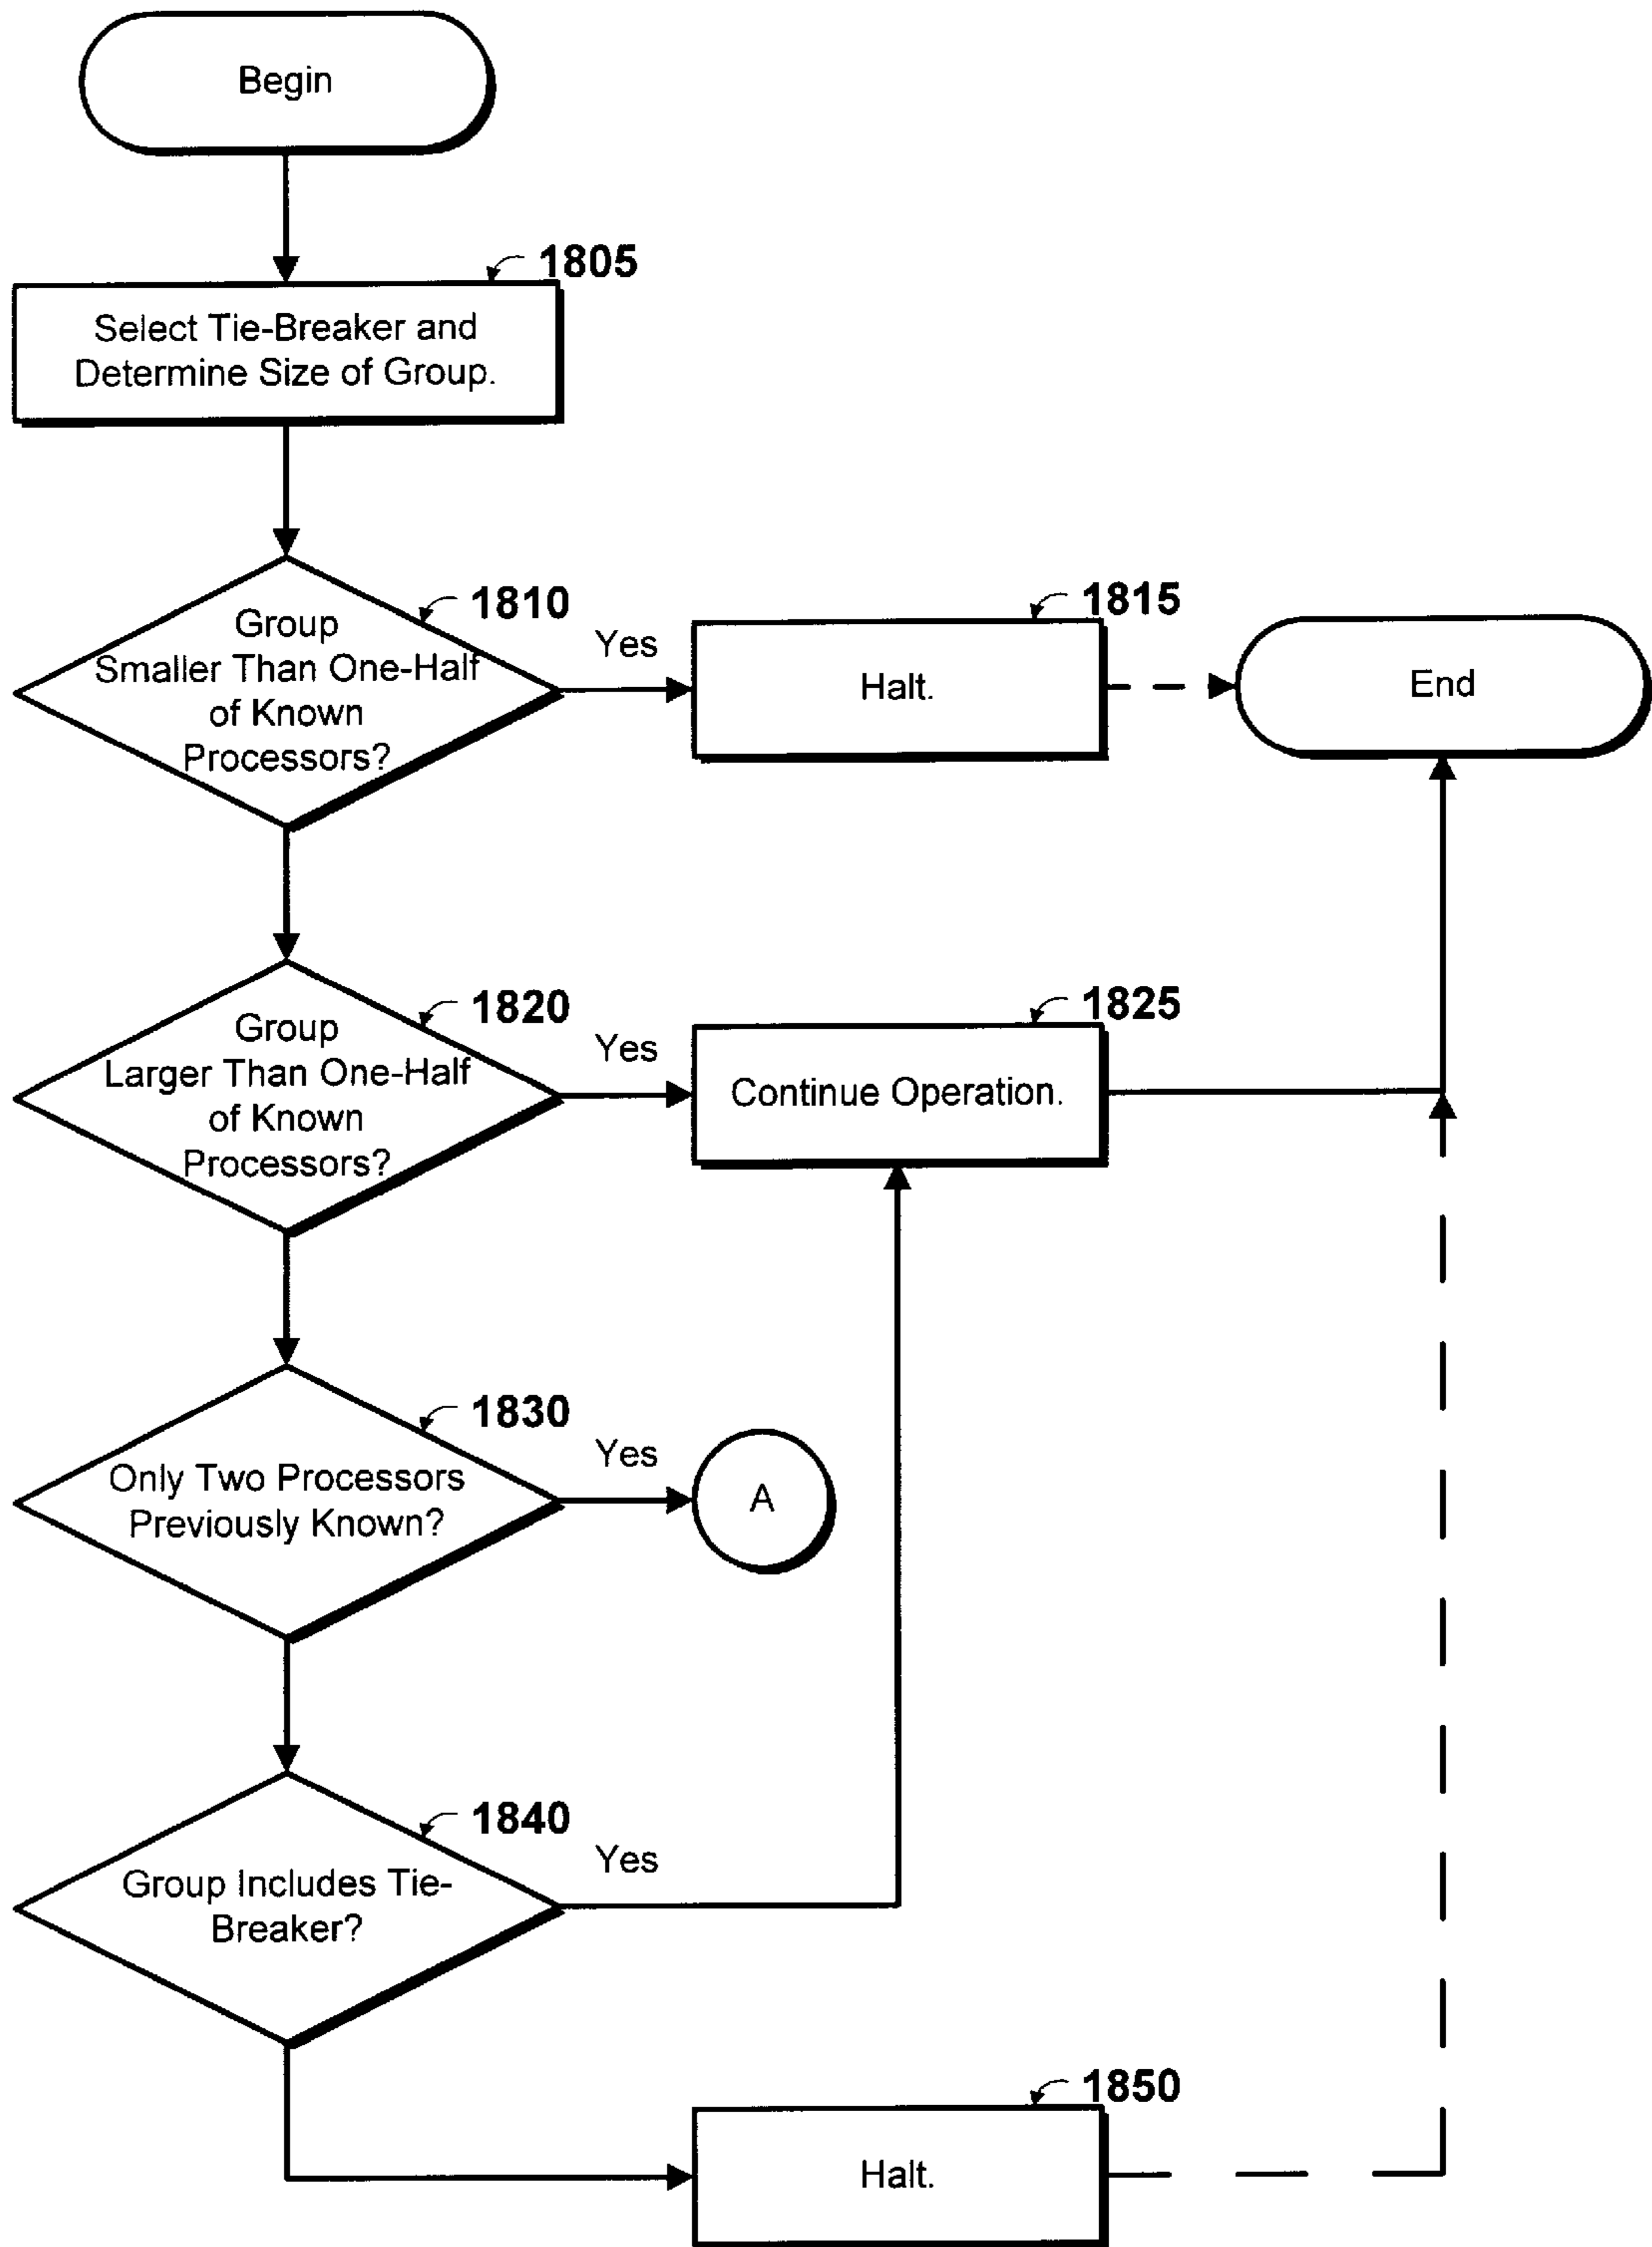 Begin
1805
Select Tie-Breaker and
Determine Size of Group.
1810
Group
Smaller Than One-Half
of Known
Processors?
Yes
1815
Halt.
End
1820
Group
Larger Than One-Half
of Known
Processors?
Yes
1825
Continue Operation.
1830
Only Two Processors
Previously Known?
Yes
A
1840
Group Includes Tie-
Breaker?
Yes
1850
Halt.